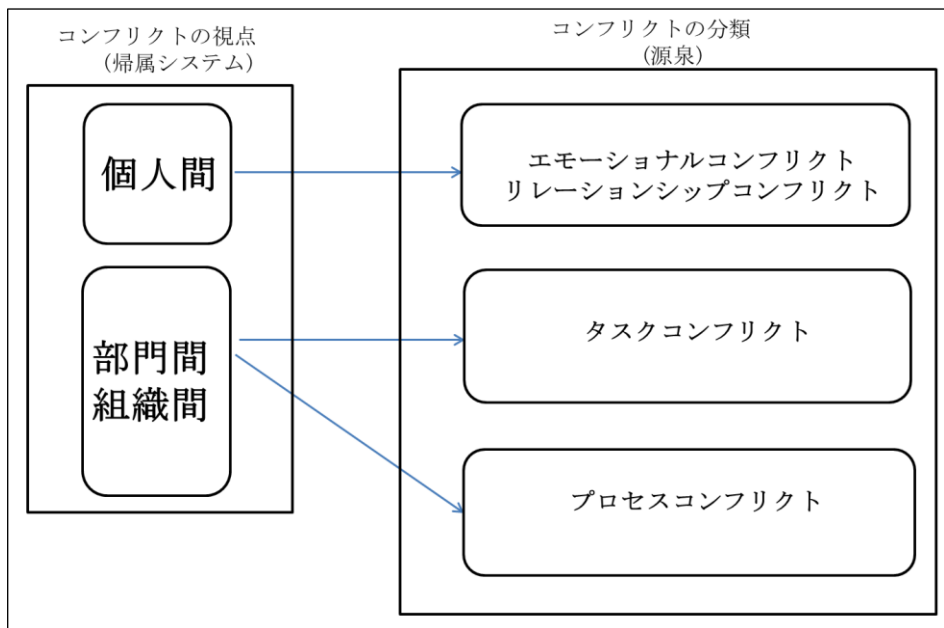 コンフリクトの視点
(帰属システム)
コンフリクトの分類
(源泉)
個人間
エモーショナルコンフリクト
リレーションシップコンフリクト
部門間
組織間
タスクコンフリクト
プロセスコンフリクト